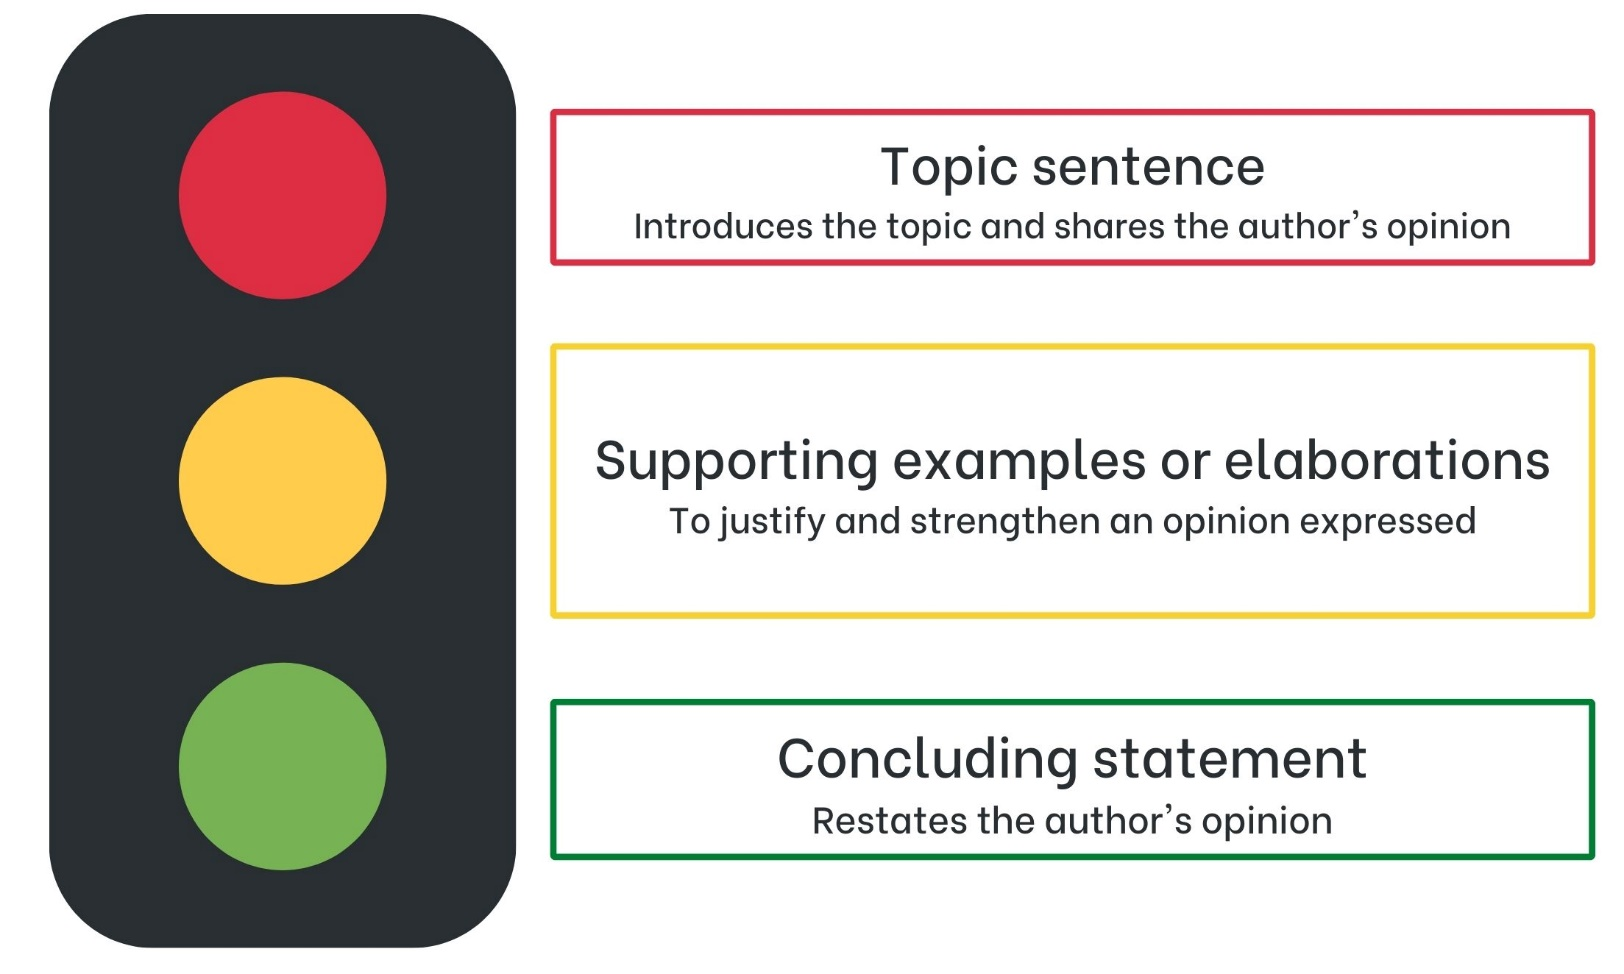 Topic sentence
Introduces the topic and shares the author's opinion
Supporting examples or elaborations
To justify and strengthen an opinion expressed
Concluding statement
Restates the author's opinion